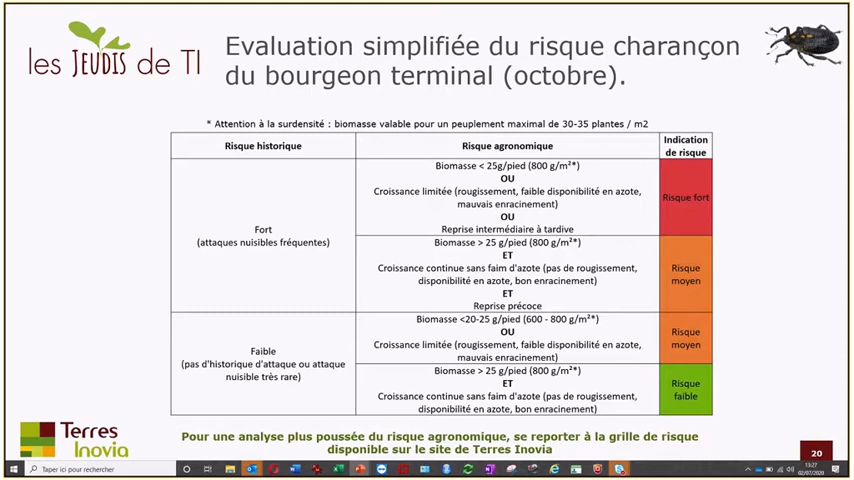 les JEUDIS de TI
Evaluation simplifiée du risque charançon
du bourgeon terminal (octobre).
* Attention à la surdensité : biomasse valable pour un peuplement maximal de 30-35 plantes / m2
Risque historique
Risque agronomique
Indication
de risque
Fort
(attaques nuisibles fréquentes)
Biomasse < 25g/pied (800 g/m²*)
OU
Croissance limitée (rougissement, faible disponibilité en azote,
mauvais enracinement)
OU
Reprise intermédiaire à tardive
Risque fort
Biomasse > 25 g/pied (800 g/m²*)
ET
Croissance continue sans faim d'azote (pas de rougissement,
disponibilité en azote, bon enracinement)
ET
Reprise précoce
Risque
moyen
Faible
(pas d'historique d'attaque ou attaque
nuisible très rare)
Biomasse <20-25 g/pied (600 - 800 g/m²*)
OU
Croissance limitée (rougissement, faible disponibilité en azote,
mauvais enracinement)
Risque
moyen
Biomasse > 25 g/pied (800 g/m²*)
ET
Croissance continue sans faim d'azote (pas de rougissement,
disponibilité en azote, bon enracinement)
Risque
faible
Terres
Inovia
Pour une analyse plus poussée du risque agronomique, se reporter à la grille de risque
disponible sur le site de Terres Inovia
20
Taper ici pour rechercher
13:27
02/07/2020